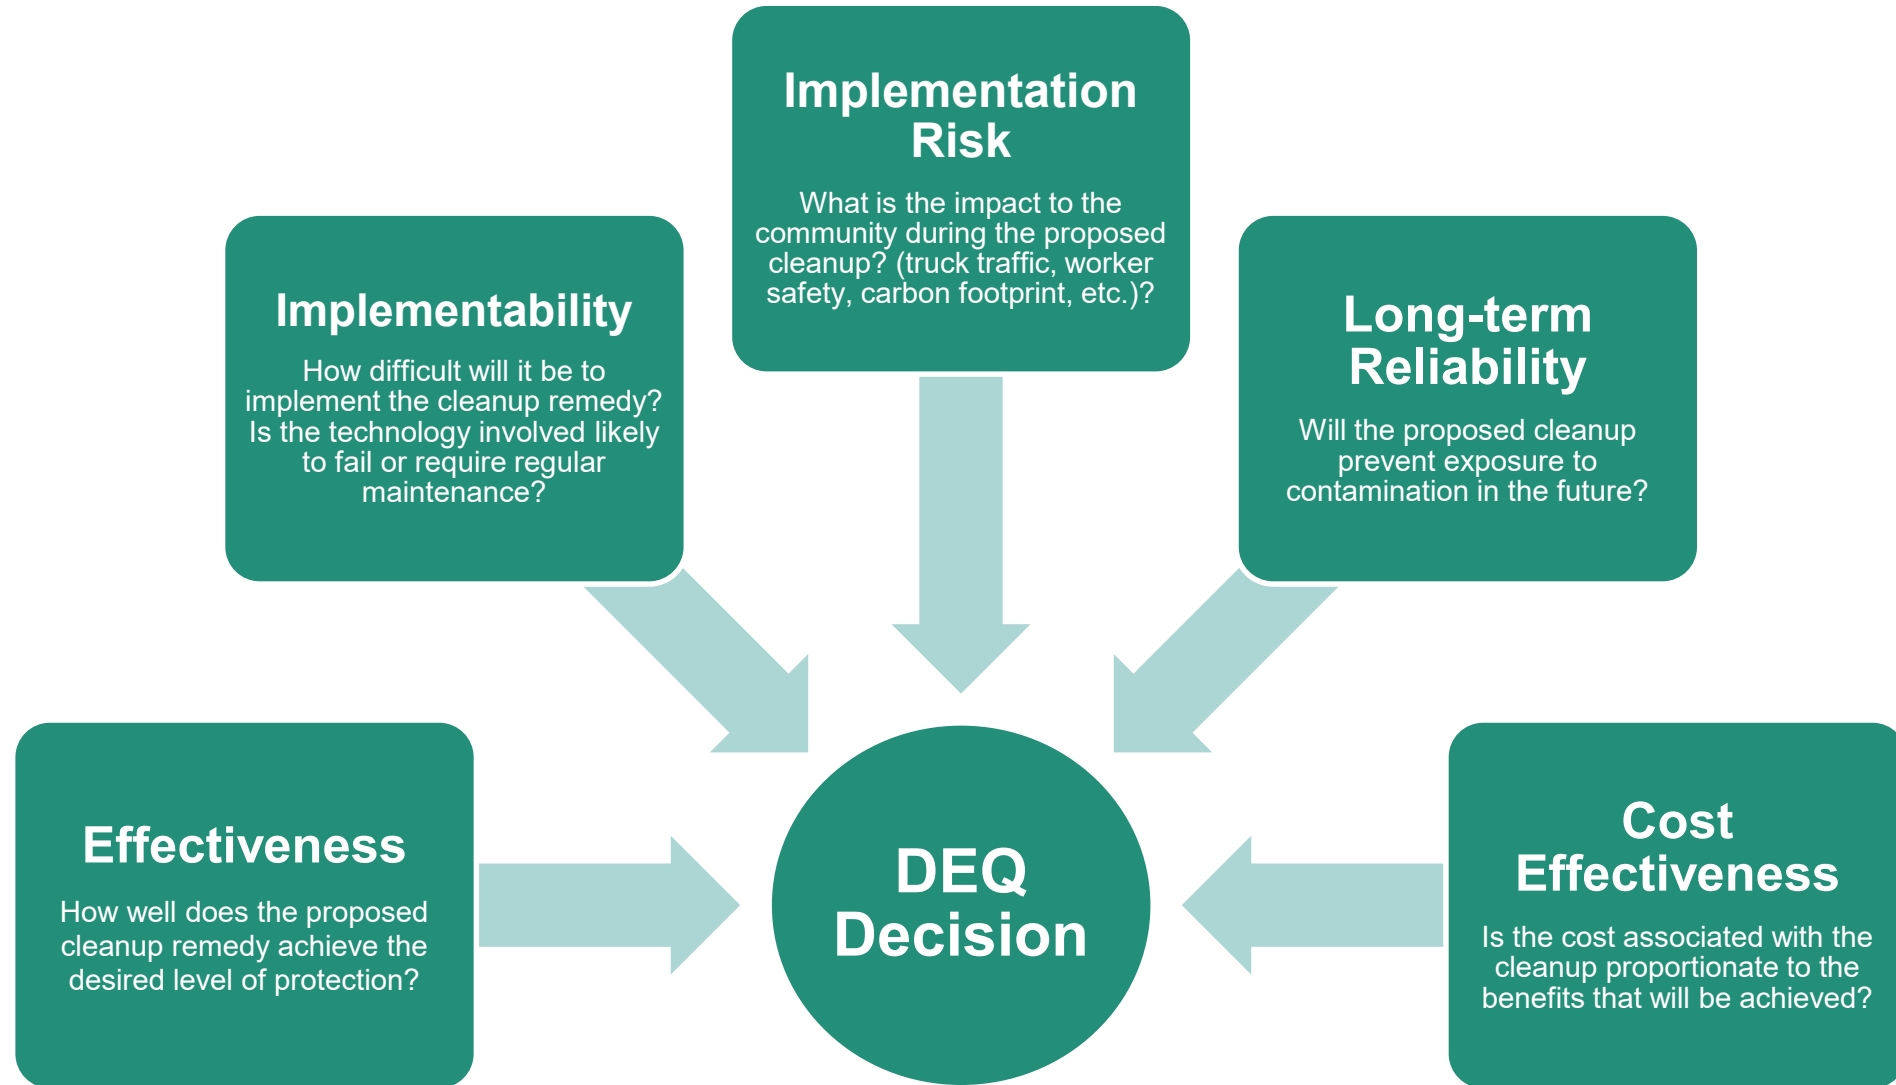 Implementation
Risk
What is the impact to the
community during the proposed
cleanup? (truck traffic, worker
safety, carbon footprint, etc.)?
Implementability
How difficult will it be to
implement the cleanup remedy?
Is the technology involved likely
to fail or require regular
maintenance?
Long-term
Reliability
Will the proposed cleanup
prevent exposure to
contamination in the future?
Effectiveness
How well does the proposed
cleanup remedy achieve the
desired level of protection?
DEQ
Decision
Cost
Effectiveness
Is the cost associated with the
cleanup proportionate to the
benefits that will be achieved?